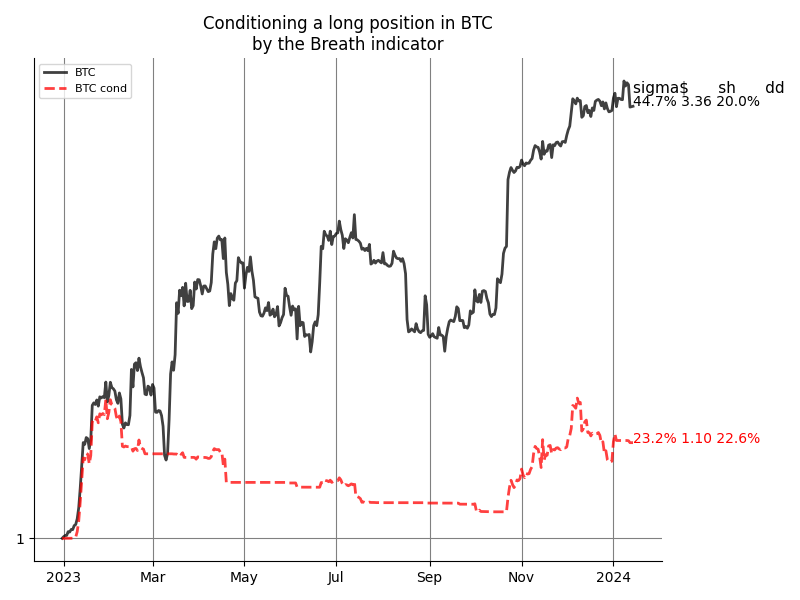 Conditioning a long position in BTC
by the Breath indicator
BTC
BTC cond
sigma$ sh dd
44.7% 3.36 20.0%
23.2% 1.10 22.6%
1
2023 Mar May Jul Sep Nov 2024